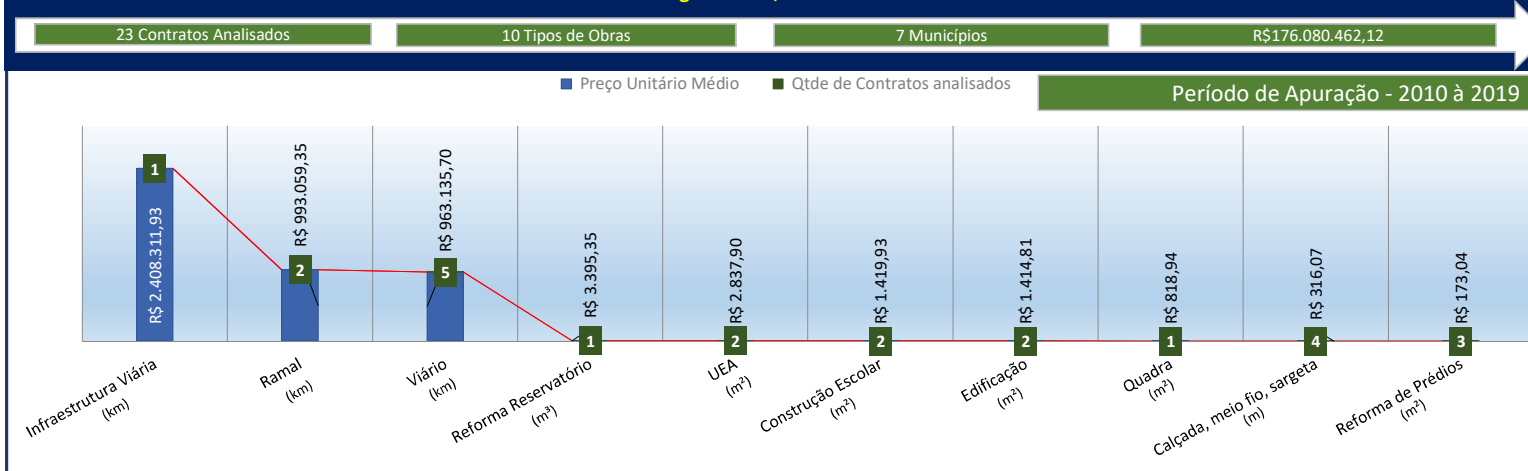 23 Contratos Analisados
10 Tipos de Obras
7 Municípios
R$176.080.462,12
Preço Unitário Médio
Qtde de Contratos analisados
Período de Apuração - 2010 à 2019
R$ 2.408.311,93
R$ 993.059,35
R$ 963.135,70
R$ 3.395,35
R$ 2.837,90
R$ 1.419,93
R$ 1.414,81
R$ 818,94
R$ 316,07
R$ 173,04
1
2
5
1
2
2
2
1
4
3
Infraestrutura Viária
(km)
Ramal
(km)
Viário
(km)
Reforma Reservatório
(m³)
UEA
(m²)
Construção Escolar
(m²)
Edificação
(m²)
Quadra
(m²)
Calçada, meio fio, sargeta
(m)
Reforma de Prédios
(m²)